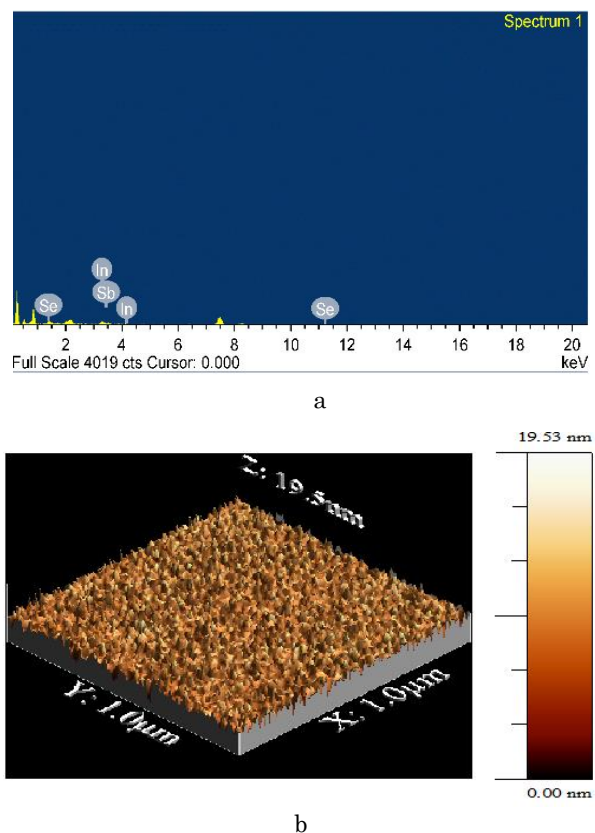 Spectrum 1
In
Sb
Se
In
Se
2 4 6 8 10 12 14 16 18 20
Full Scale 4019 cts Cursor: 0.000 keV
a
19.53 nm
Z: 19.5nm
Y: 1.0µm
X: 1.0µm
0.00 nm
b